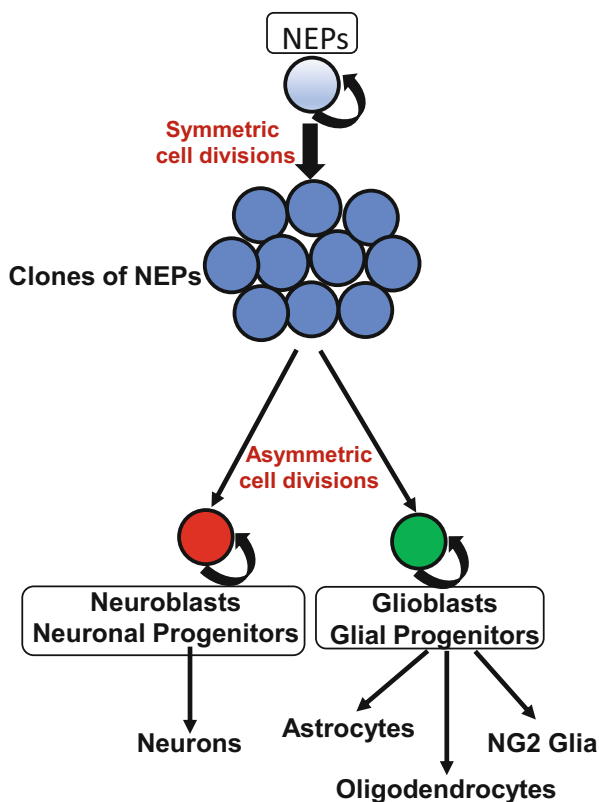 NEPs
Symmetric
cell divisions
Clones of NEPs
Asymmetric
cell divisions
Neuroblasts
Neuronal Progenitors
Glioblasts
Glial Progenitors
Neurons
Astrocytes
NG2 Glia
Oligodendrocytes